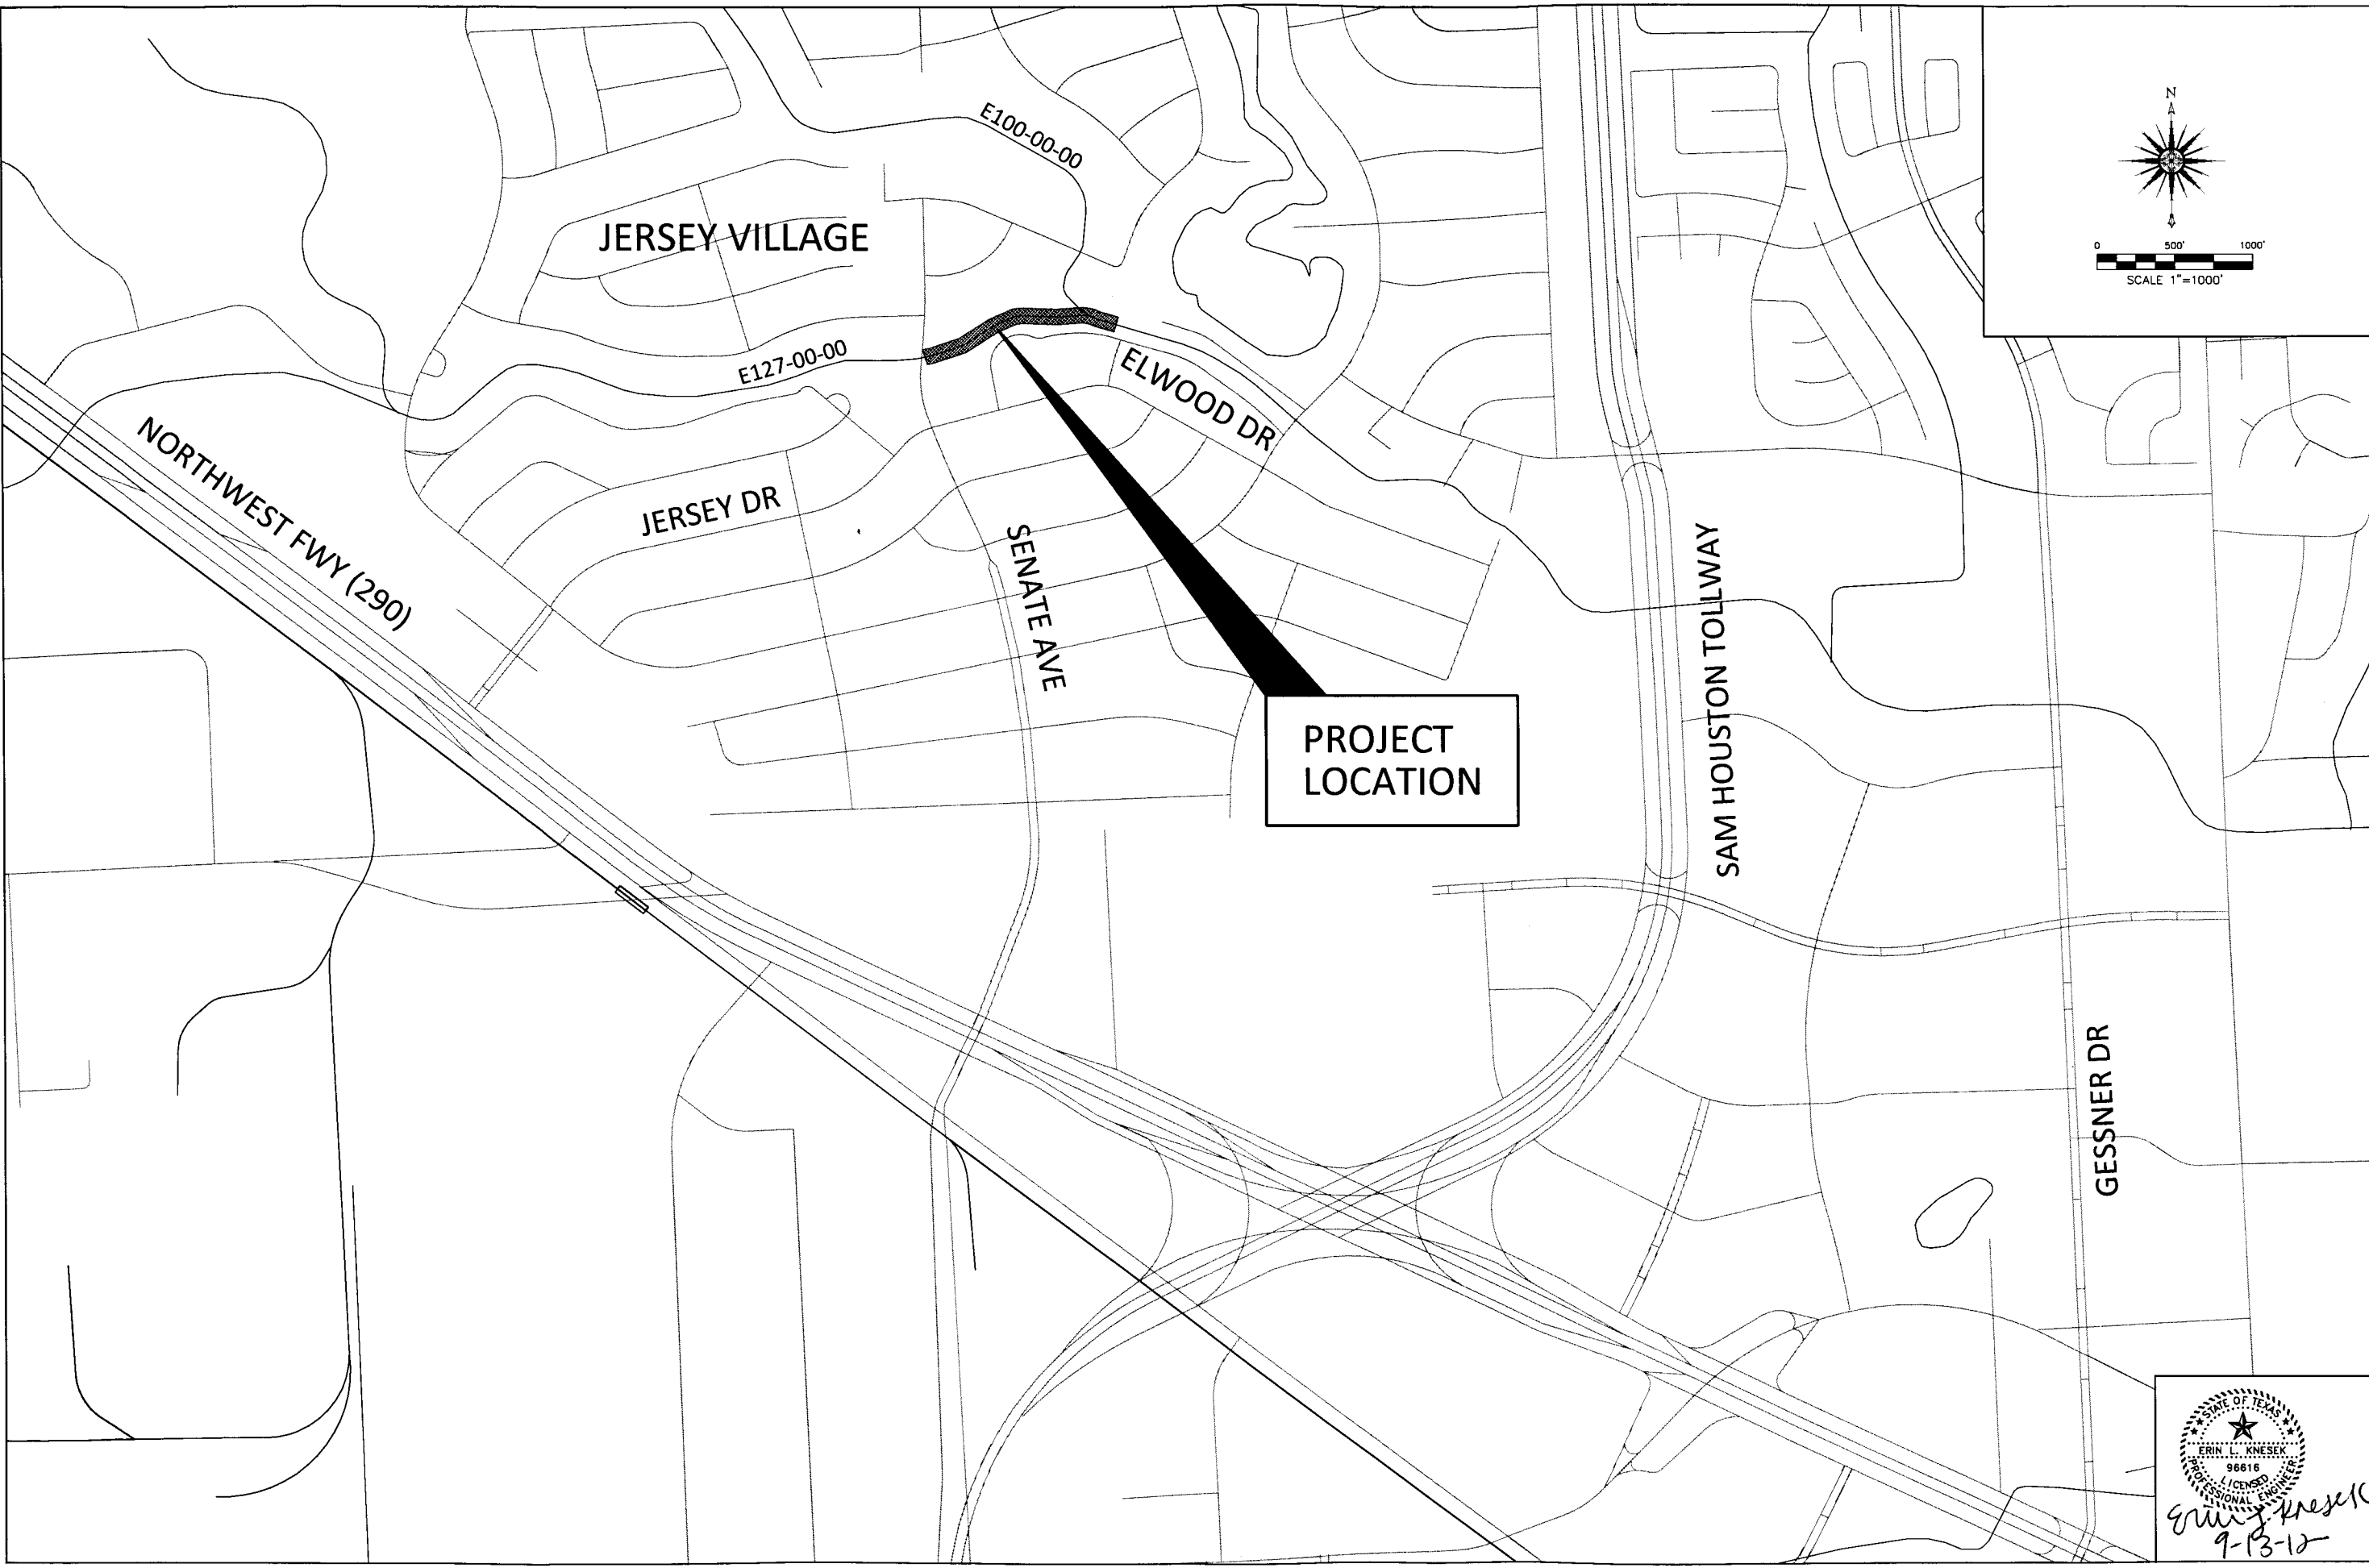 N
0 500' 1000'
SCALE 1"=1000'
E100-00-00
JERSEY VILLAGE
E127-00-00
ELWOOD DR
NORTHWEST FWY (290)
JERSEY DR
SENATE AVE
SAM HOUSTON TOLLWAY
PROJECT
LOCATION
GESSNER DR
STATE OF TEXAS
ERIN L. KNESEK
96616
LICENSED
PROFESSIONAL ENGINEER
Erin L. Knesek
9-13-12